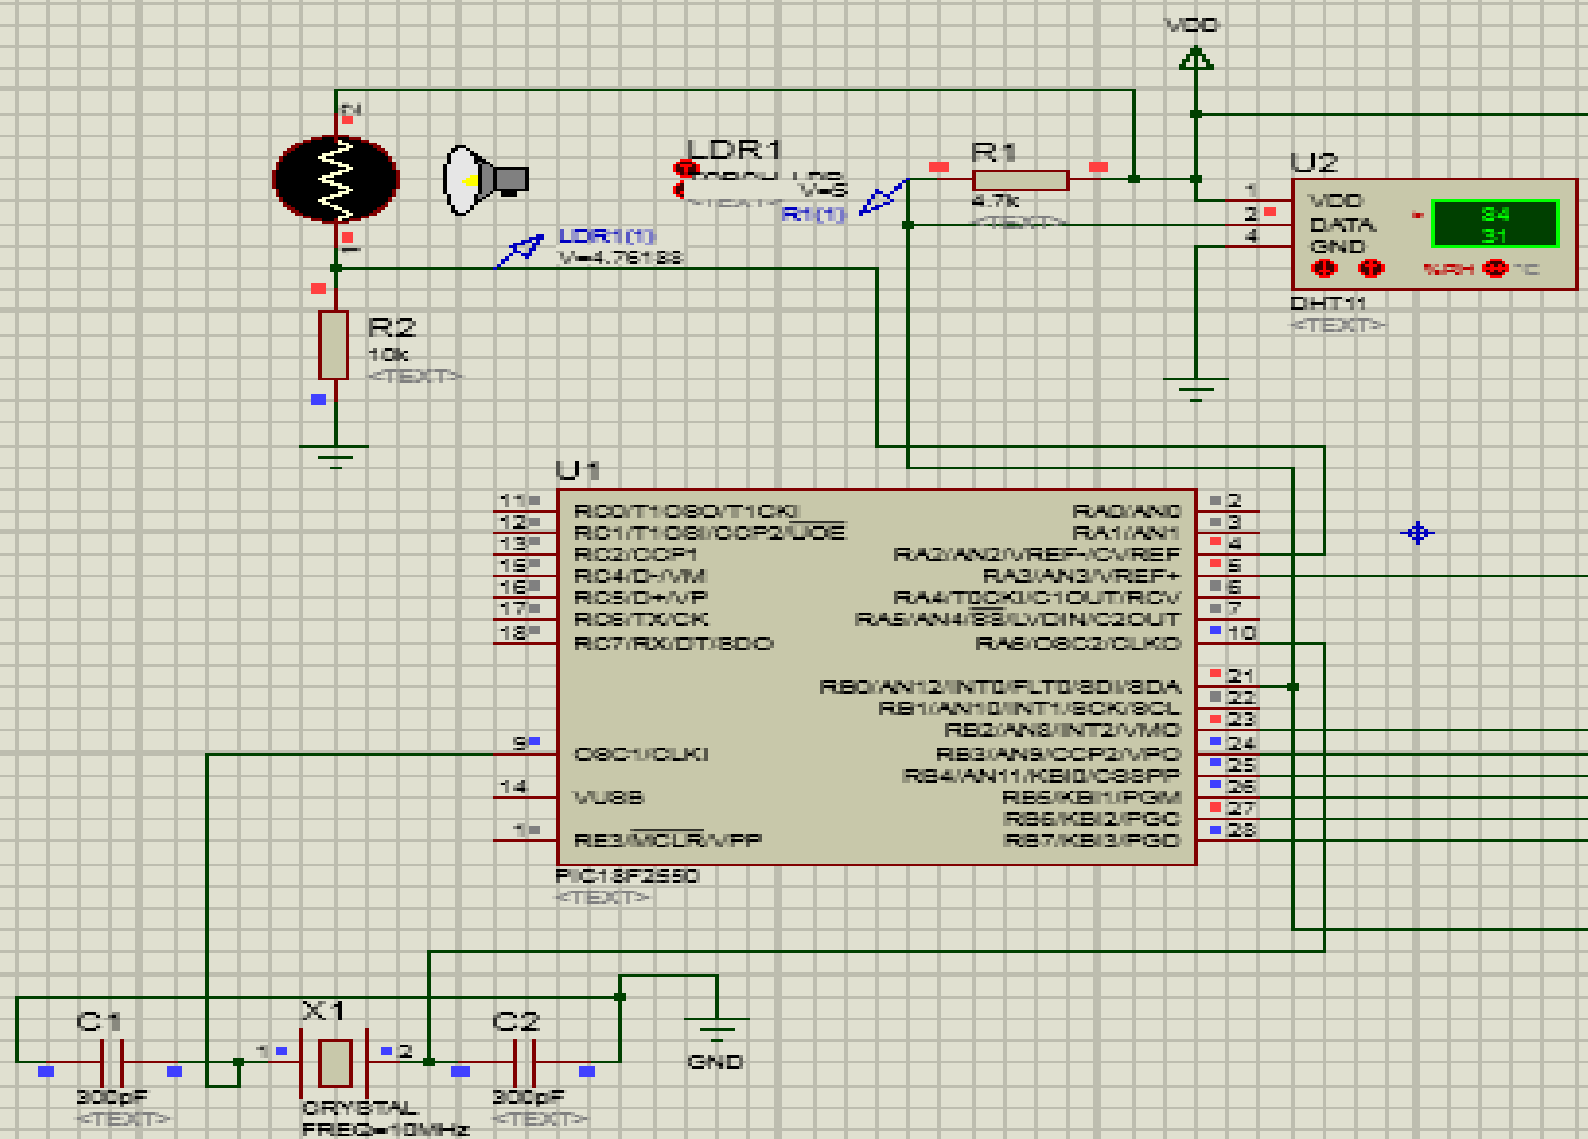 VDD
2
LDR1
V=5
R1
4.7k
<TEXT>
R1(1)
LDR1(1)
1
R2
10k
<TEXT>
U2
1
2
4
VDD
DATA
GND
84
31
%RH
°C
DHT11
<TEXT>
U1
11
12
13
15
16
17
18
RC0/T1OSO/T1CKI
RC1/T1OSI/CCP2/UOE
RC2/CCP1
RC4/D-/VM
RC5/D+/VP
RC6/TX/CK
RC7/RX/DT/SDO
9
OSC1/CLKI
14
VUSB
1
RE3/MCLR/VPP
RA0/AN0
RA1/AN1
RA2/AN2/VREF-/CVREF
RA3/AN3/VREF+
RA4/T0CKI/C1OUT/RCV
RA5/AN4/SS/LVDIN/C2OUT
RA6/OSC2/CLKO
RB0/AN12/INT0/FLT0/SDI/SDA
RB1/AN10/INT1/SCK/SCL
RB2/AN8/INT2/VMO
RB3/AN9/CCP2/VPO
RB4/AN11/KBI0/CSSPP
RB5/KBI1/PGM
RB6/KBI2/PGC
RB7/KBI3/PGD
2
3
4
5
6
7
10
21
22
23
24
25
26
27
28
PIC18F2550
<TEXT>
C1
300pF
<TEXT>
X1
1
2
CRYSTAL
FREQ=10MHz
C2
300pF
<TEXT>
GND